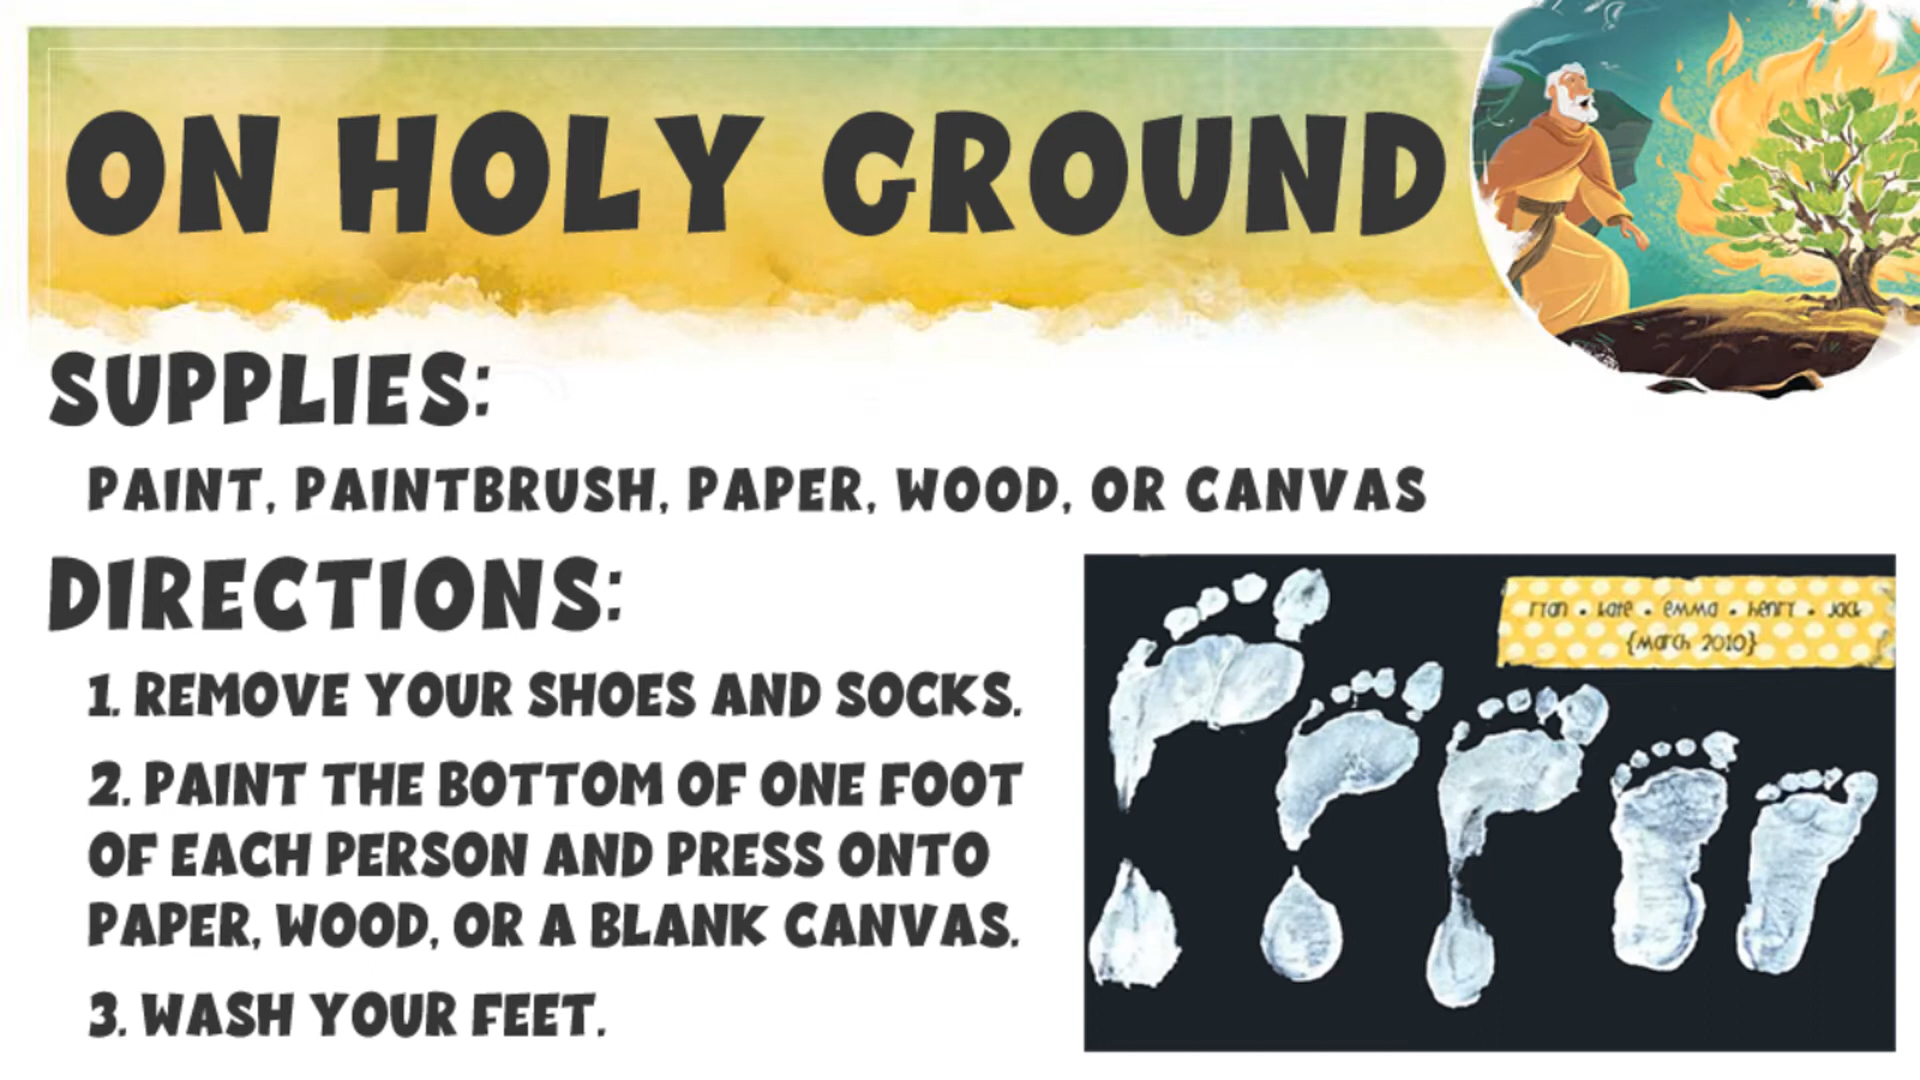 ON HOLY GROUND
SUPPLIES:
PAINT, PAINTBRUSH, PAPER, WOOD, OR CANVAS
DIRECTIONS:
1. REMOVE YOUR SHOES AND SOCKS.
2. PAINT THE BOTTOM OF ONE FOOT
OF EACH PERSON AND PRESS ONTO
PAPER, WOOD, OR A BLANK CANVAS.
3. WASH YOUR FEET.
ryan • kate • emma • henry • jack
{march 2010}